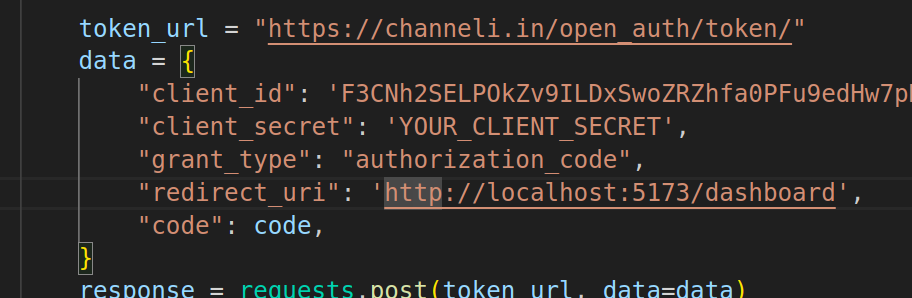 token_url = "https://channeli.in/open_auth/token/"
data = {
"client_id": 'F3CNh2SELPOkZv9ILDxSwoZRZhfa0PFu9edHw7p
"client_secret": 'YOUR_CLIENT_SECRET',
"grant_type": "authorization_code",
"redirect_uri": 'http://localhost:5173/dashboard',
"code": code,
}
response = requests.post(token_url, data=data)